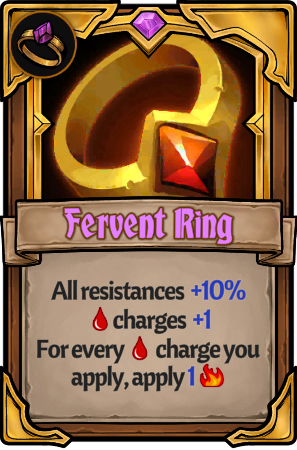 Fervent Ring
All resistances +10%
charges +1
For every charge you
apply, apply 1